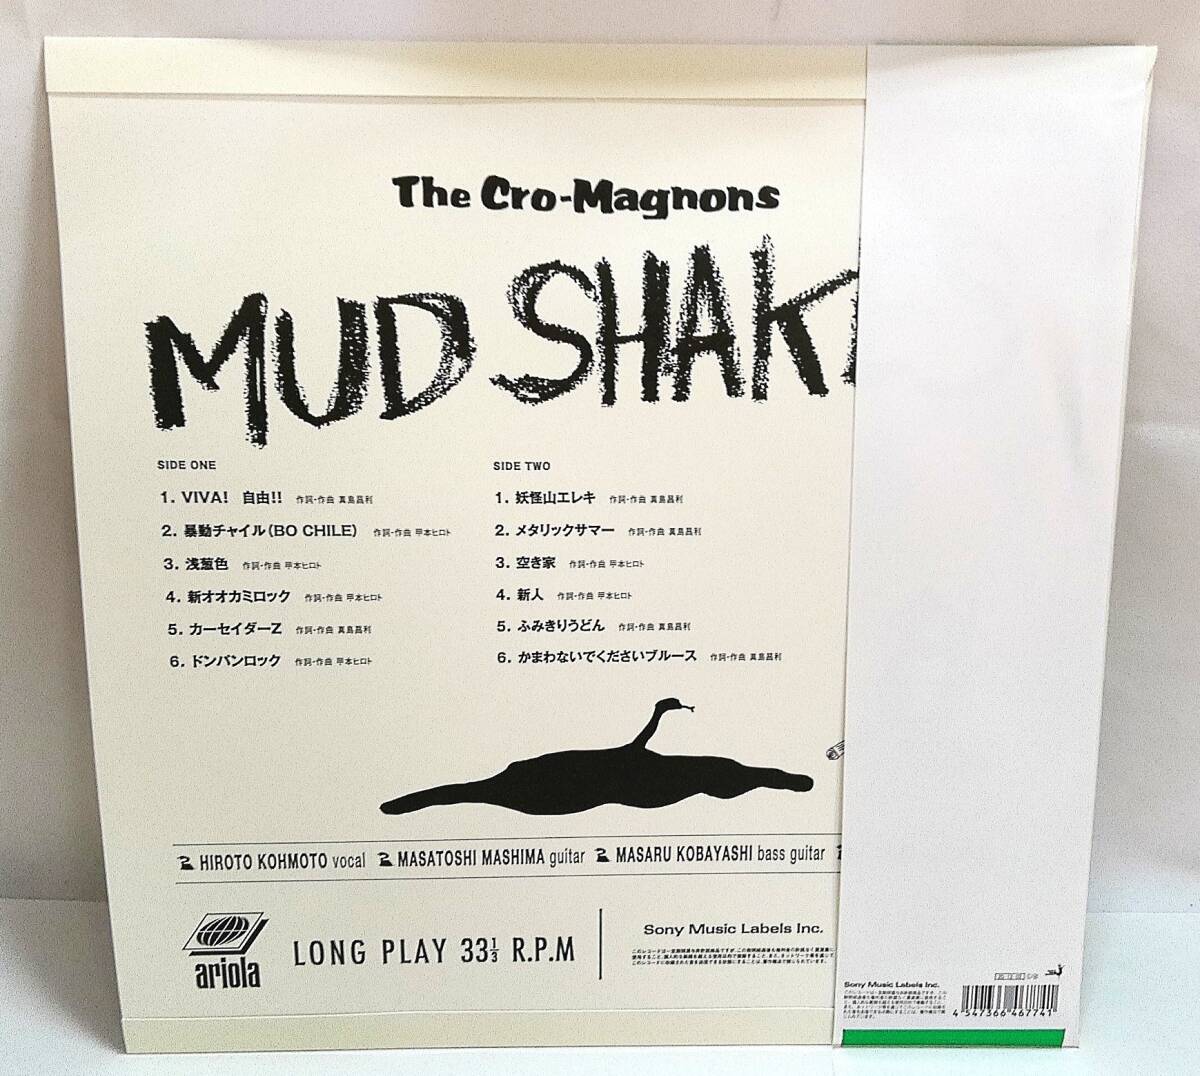 The Cro-Magnons
MUD SHAK
SIDE ONE
1. VIVA! 自由!! 作詞・作曲 真島昌利
2. 暴動チャイル(BO CHILE) 作詞・作曲 甲本ヒロト
3. 浅葱色 作詞・作曲 甲本ヒロト
4. 新オオカミロック 作詞・作曲 甲本ヒロト
5. カーセイダーZ 作詞・作曲 真島昌利
6. ドンパンロック 作詞・作曲 甲本ヒロト
SIDE TWO
1. 妖怪山エレキ 作詞・作曲 真島昌利
2. メタリックサマー 作詞・作曲 真島昌利
3. 空き家 作詞・作曲 甲本ヒロト
4. 新人 作詞・作曲 甲本ヒロト
5. ふみきりうどん 作詞・作曲 真島昌利
6. かまわないでくださいブルース 作詞・作曲 真島昌利
HIROTO KOHMOTO vocal MASATOSHI MASHIMA guitar MASARU KOBAYASHI bass guitar
ariola
LONG PLAY 33 1/3 R.P.M
Sony Music Labels Inc.
Sony Music Labels Inc.
4 547366 467741